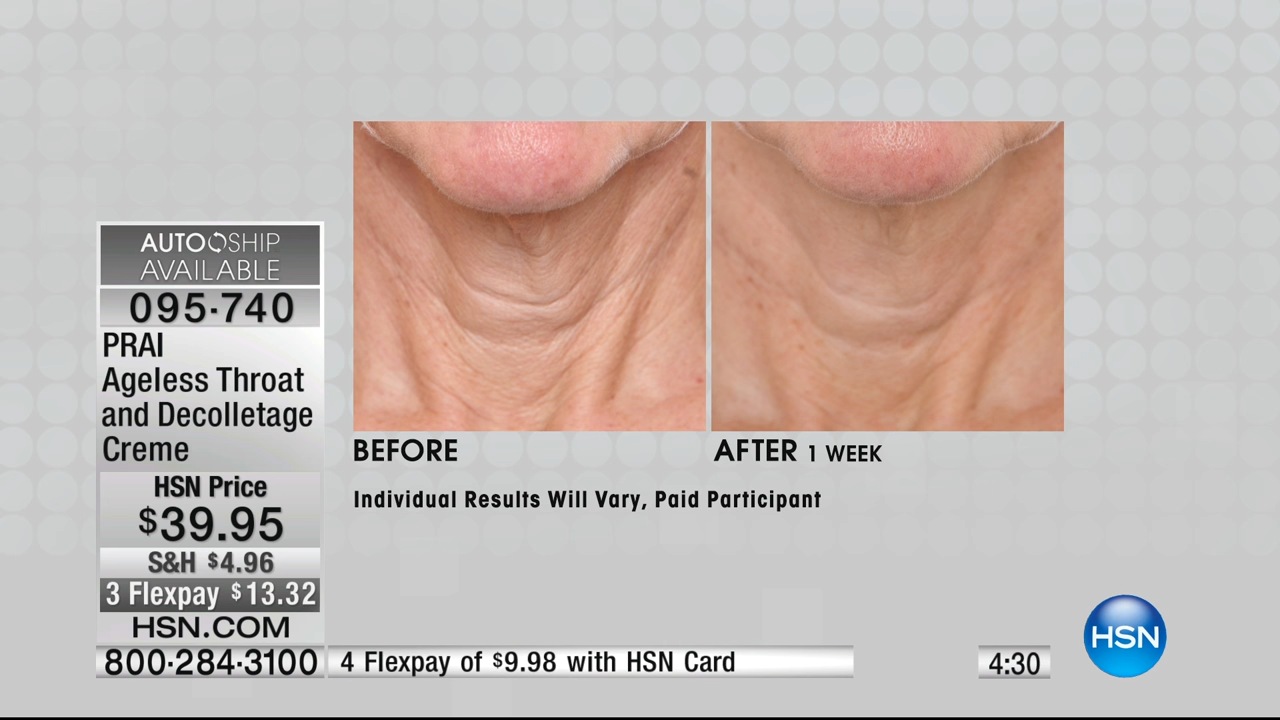 AUTO SHIP
AVAILABLE
095-740
PRAI
Ageless Throat
and Decolletage
Creme
HSN Price
$39.95
S&H $4.96
3 Flexpay $13.32
HSN.COM
800-284-3100
BEFORE
AFTER 1 WEEK
Individual Results Will Vary, Paid Participant
4 Flexpay of $9.98 with HSN Card
4:30
HSN